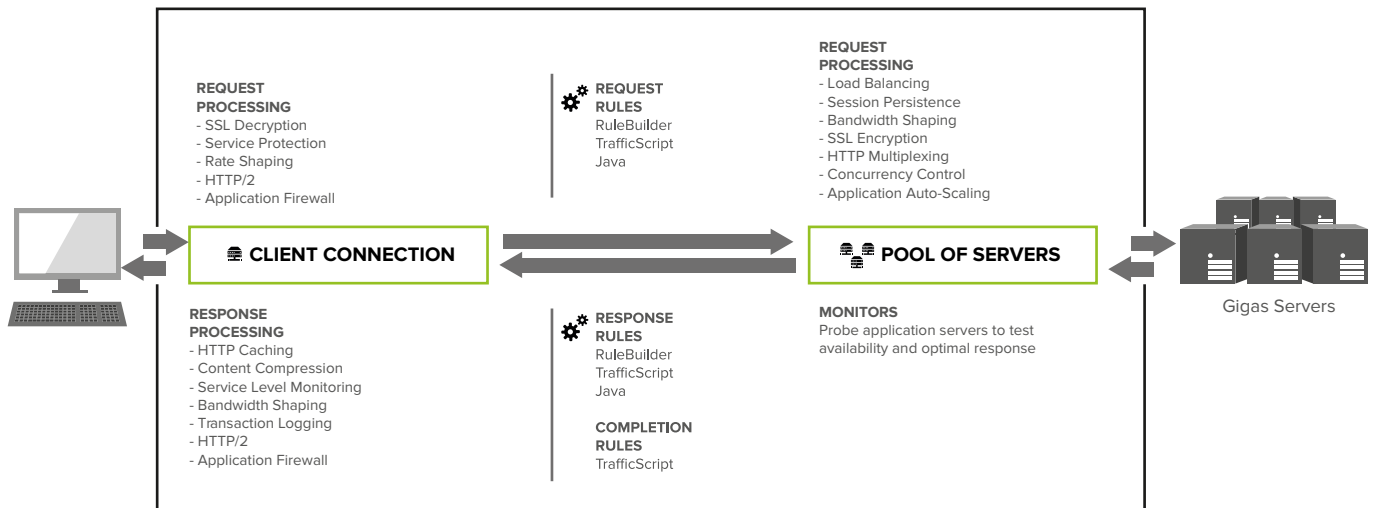 REQUEST
PROCESSING
- SSL Decryption
- Service Protection
- Rate Shaping
- HTTP/2
- Application Firewall
REQUEST
RULES
RuleBuilder
TrafficScript
Java
REQUEST
PROCESSING
- Load Balancing
- Session Persistence
- Bandwidth Shaping
- SSL Encryption
- HTTP Multiplexing
- Concurrency Control
- Application Auto-Scaling
CLIENT CONNECTION
POOL OF SERVERS
Gigas Servers
RESPONSE
PROCESSING
- HTTP Caching
- Content Compression
- Service Level Monitoring
- Bandwidth Shaping
- Transaction Logging
- HTTP/2
- Application Firewall
RESPONSE
RULES
RuleBuilder
TrafficScript
Java
COMPLETION
RULES
TrafficScript
MONITORS
Probe application servers to test
availability and optimal response